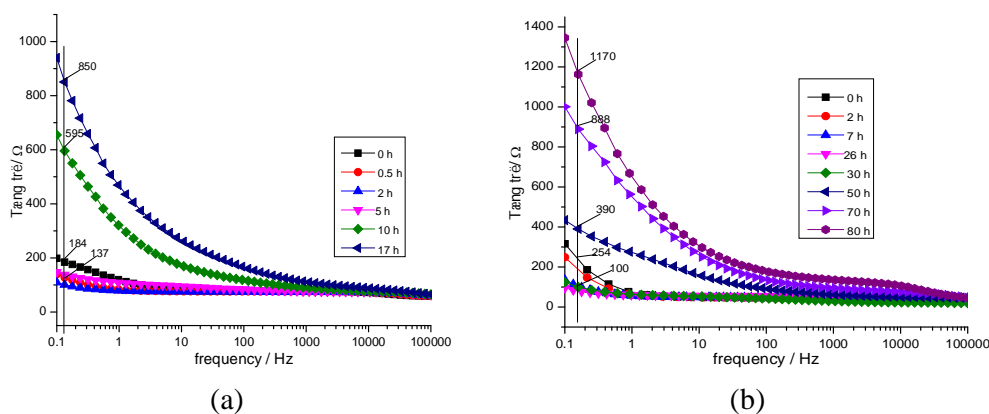 1000
800
600
400
200
0
Tæng trë/ Ω
850
595
184
137
0 h
0.5 h
2 h
5 h
10 h
17 h
0.1 1 10 100 1000 10000 100000
frequency / Hz
(a)
1400
1200
1000
800
600
400
200
0
Tæng trë/ Ω
1170
888
390
254
100
0 h
2 h
7 h
26 h
30 h
50 h
70 h
80 h
0.1 1 10 100 1000 10000 100000
frequency / Hz
(b)